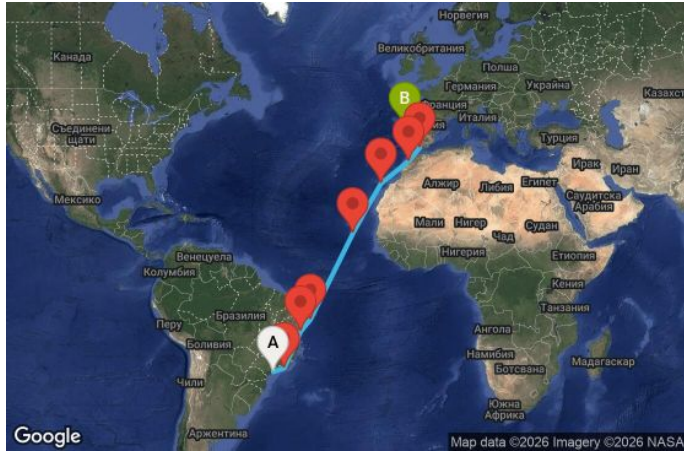 Норвегия
Канада
Великобритания
Полша
Германия
Украйна
B
Франция
Казахст
Съединени
щати
Италия
Турция
Ирак
Иран
Алжир
Либия
Египет
Саудитска
Арабия
Мексико
Мали
Нигер
Судан
Чад
Венецуела
Нигерия
Етиопия
Колумбия
Кения
Бразилия
Танзания
Перу
A
Ангола
Боливия
Намибия
Мадагаскар
Ботсвана
Чили
Южна
Африка
Аржентина
Google
Map data ©2026 Imagery ©2026 NASA